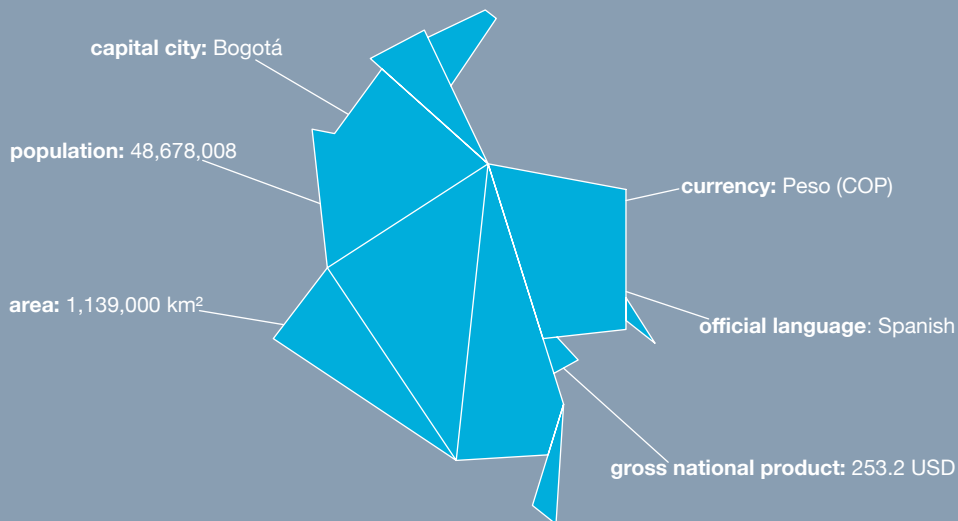 capital city: Bogotá
population: 48,678,008
currency: Peso (COP)
area: 1,139,000 km²
official language: Spanish
gross national product: 253.2 USD